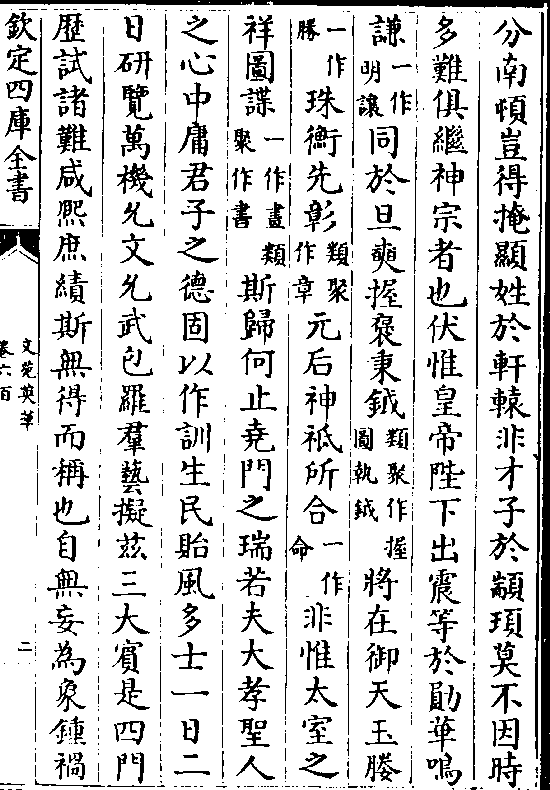 分南頓豈得掩顯姓於軒轅非才子於顓頊莫不因時
多難俱繼神宗者也伏惟皇帝陛下出震等於勛華鳴
謙一作明讓同於旦奭握褒秉鉞類聚作握圖執鉞將在御天玉縢
一作勝珠衡先彰類聚作章元后神祇所合一作命非惟太室之
祥圖諜一作畫類聚作書斯歸何止堯門之瑞若夫大孝聖人
之心中庸君子之德固以作訓生民貽風多士一日二
日研覽萬機允文允武包羅羣藝擬兹三大賓是四門
歴試諸難咸熙庶績斯無得而稱也自無妄為象鍾禍
欽定四庫全書
文苑英華
卷六百
二